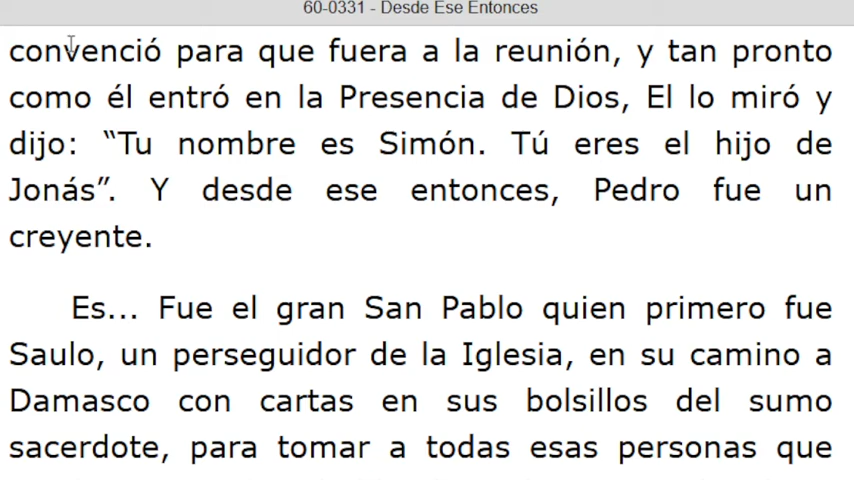 60-0331 - Desde Ese Entonces
convenció para que fuera a la reunión, y tan pronto
como él entró en la Presencia de Dios, El lo miró y
dijo: “Tu nombre es Simón. Tú eres el hijo de
Jonás”. Y desde ese entonces, Pedro fue un
creyente.
Es... Fue el gran San Pablo quien primero fue
Saulo, un perseguidor de la Iglesia, en su camino a
Damasco con cartas en sus bolsillos del sumo
sacerdote, para tomar a todas esas personas que